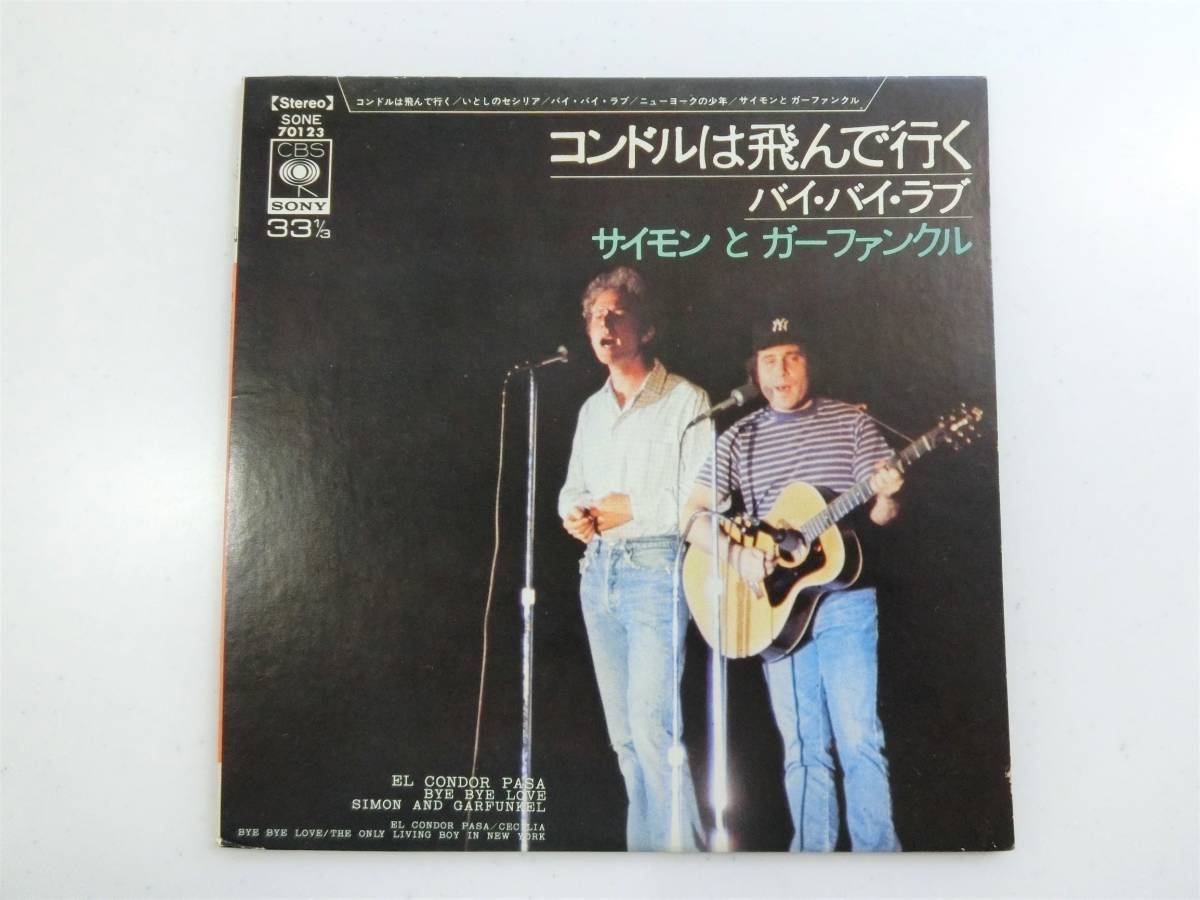 【Stereo】
SONE
70123
CBS
SONY
33⅓
コンドルは飛んで行く/いとしのセシリア/バイ・バイ・ラブ/ニューヨークの少年/サイモンと ガーファンクル
コンドルは飛んで行く
バイ・バイ・ラブ
サイモン と ガーファンクル
NY
EL CONDOR PASA
BYE BYE LOVE
SIMON AND GARFUNKEL
EL CONDOR PASA/CECELIA
BYE BYE LOVE/THE ONLY LIVING BOY IN NEW YORK